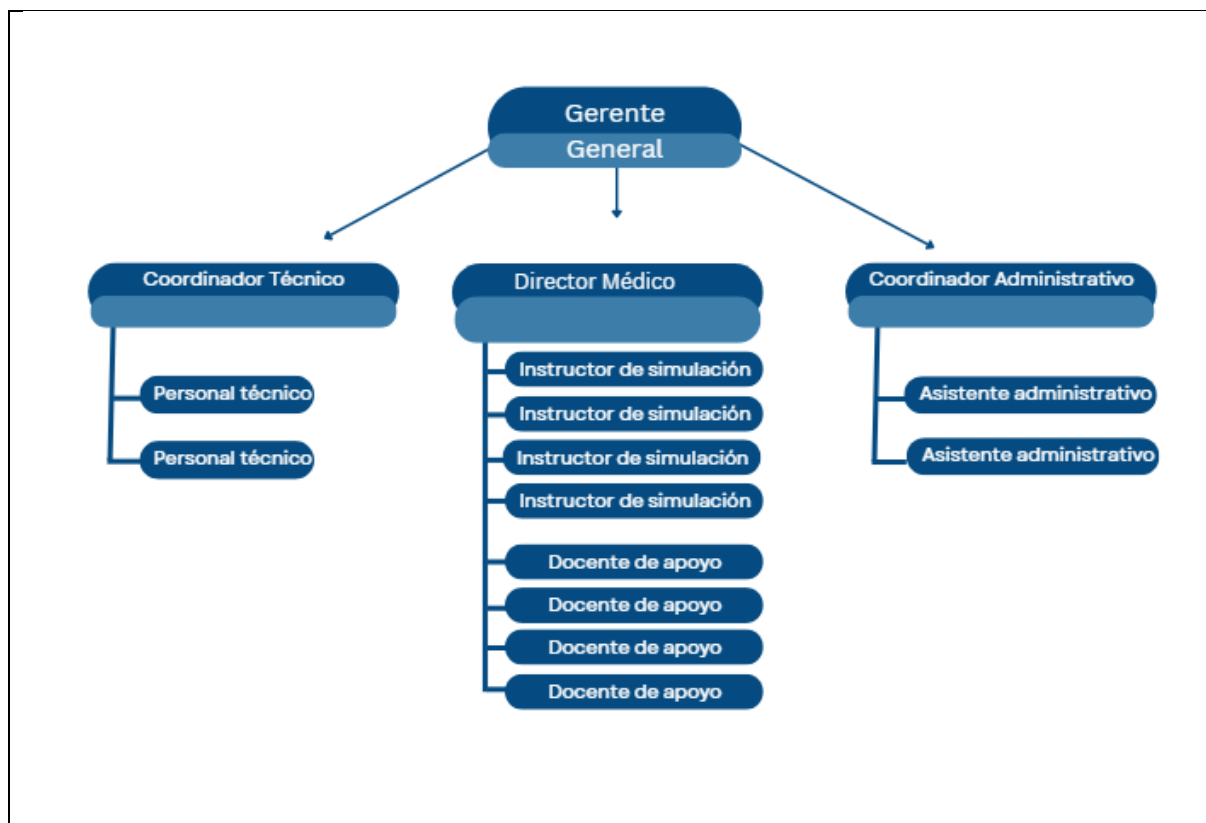 Gerente
General
Coordinador Técnico
Director Médico
Coordinador Administrativo
Personal técnico
Personal técnico
Instructor de simulación
Instructor de simulación
Instructor de simulación
Instructor de simulación
Docente de apoyo
Docente de apoyo
Docente de apoyo
Docente de apoyo
Asistente administrativo
Asistente administrativo